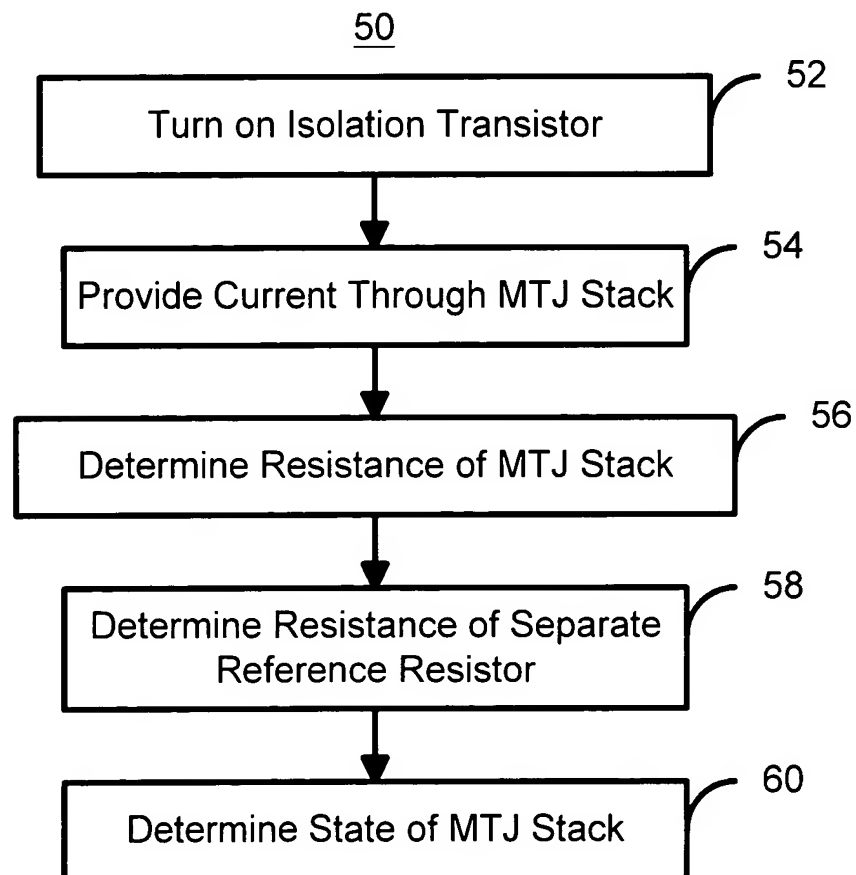 50
52
Turn on Isolation Transistor
54
Provide Current Through MTJ Stack
56
Determine Resistance of MTJ Stack
58
Determine Resistance of Separate
Reference Resistor
60
Determine State of MTJ Stack